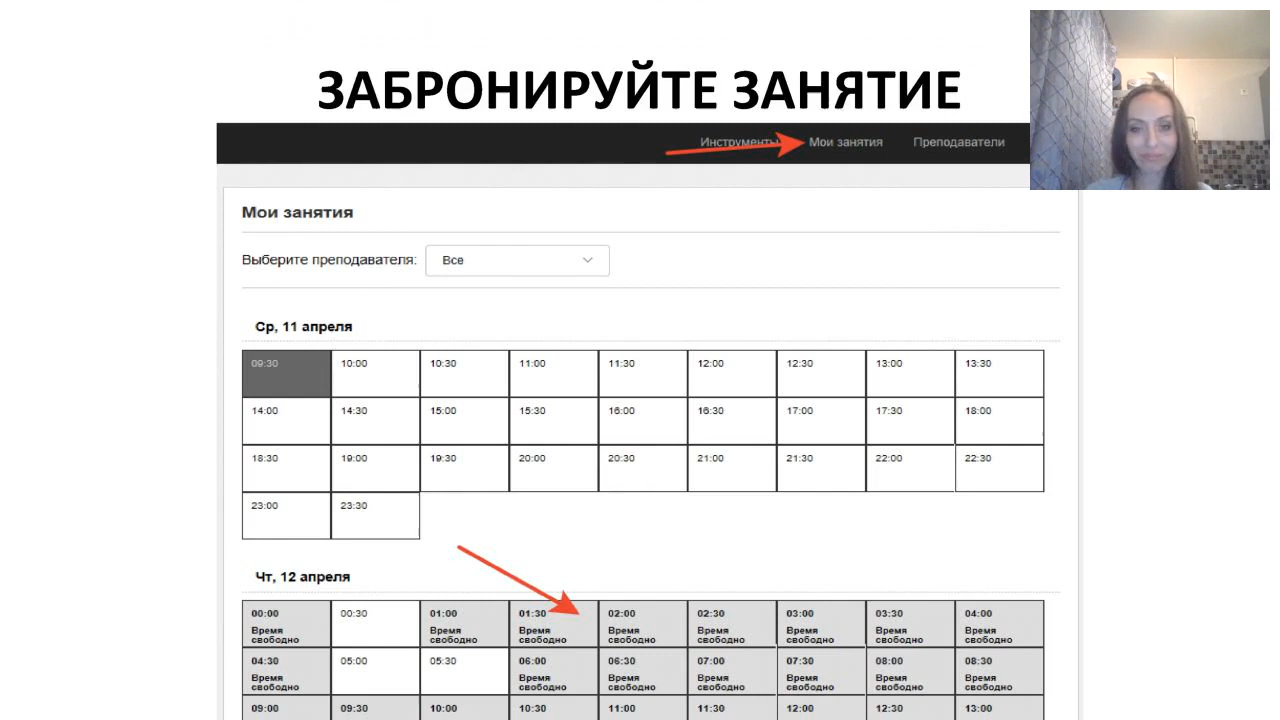 ЗАБРОНИРУЙТЕ ЗАНЯТИЕ
Инструменты Мои занятия Преподаватели
Мои занятия
Выберите преподавателя: Все
Ср, 11 апреля
09:30 10:00 10:30 11:00 11:30 12:00 12:30 13:00 13:30
14:00 14:30 15:00 15:30 16:00 16:30 17:00 17:30 18:00
18:30 19:00 19:30 20:00 20:30 21:00 21:30 22:00 22:30
23:00 23:30
Чт, 12 апреля
00:00 00:30 01:00 01:30 02:00 02:30 03:00 03:30 04:00
Время Время Время Время Время Время Время Время
свободно свободно свободно свободно свободно свободно свободно свободно
04:30 05:00 05:30 06:00 06:30 07:00 07:30 08:00 08:30
Время Время Время Время Время Время Время
свободно свободно свободно свободно свободно свободно свободно
09:00 09:30 10:00 10:30 11:00 11:30 12:00 12:30 13:00